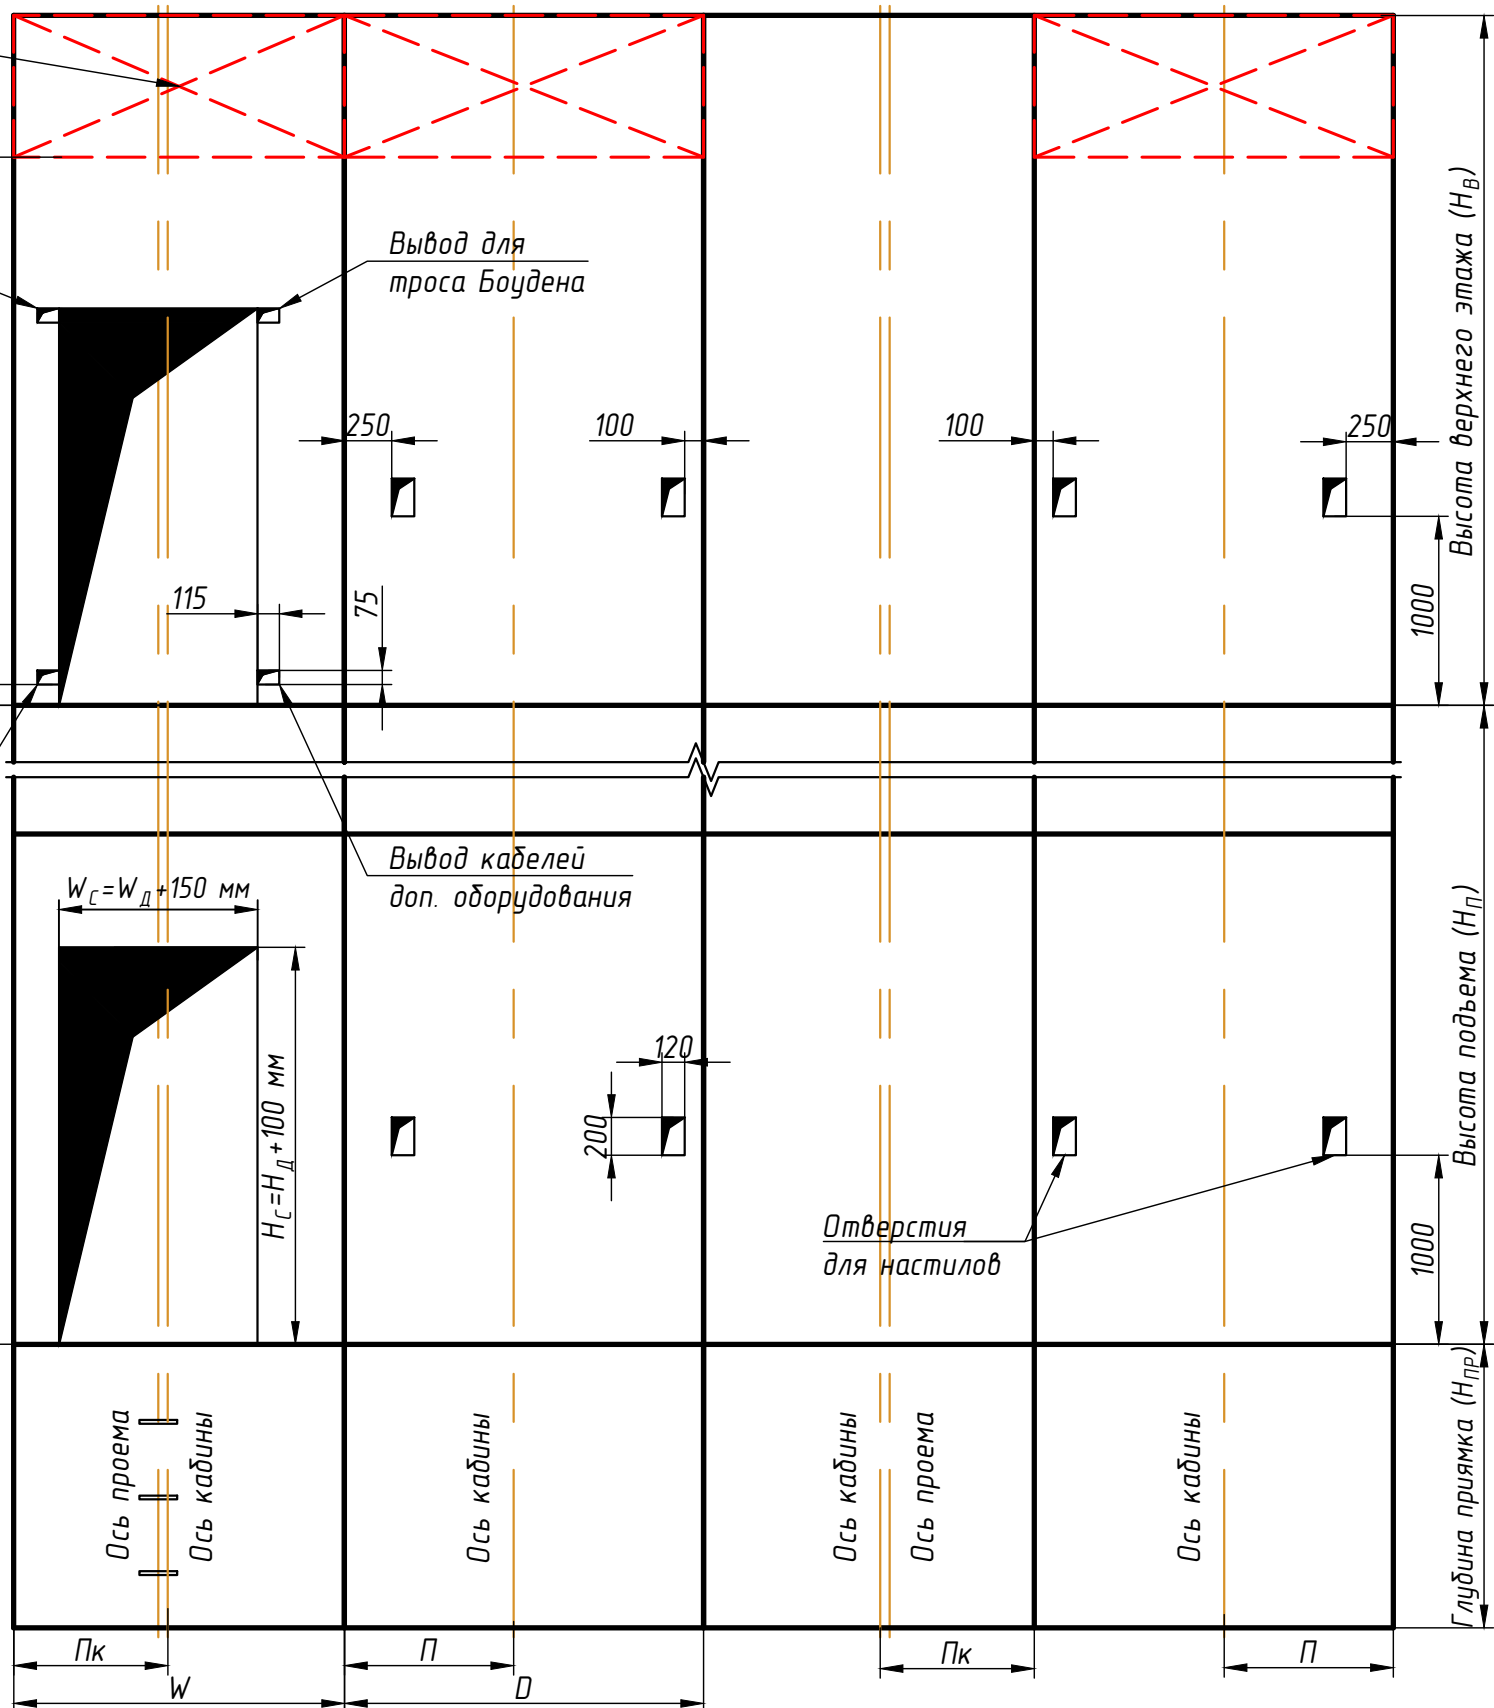 Вывод для
троса Боудена
250
100
100
250
Высота верхнего этажа (HВ)
1000
115
75
Вывод кабелей
доп. оборудования
WС=WД+150 мм
HС=HД+100 мм
120
200
Высота подъема (HП)
Отверстия
для настилов
1000
Глубина приямка (HПР)
Ось проема
Ось кабины
Ось кабины
Ось кабины
Ось проема
Ось кабины
Пк
П
Пк
П
W
D